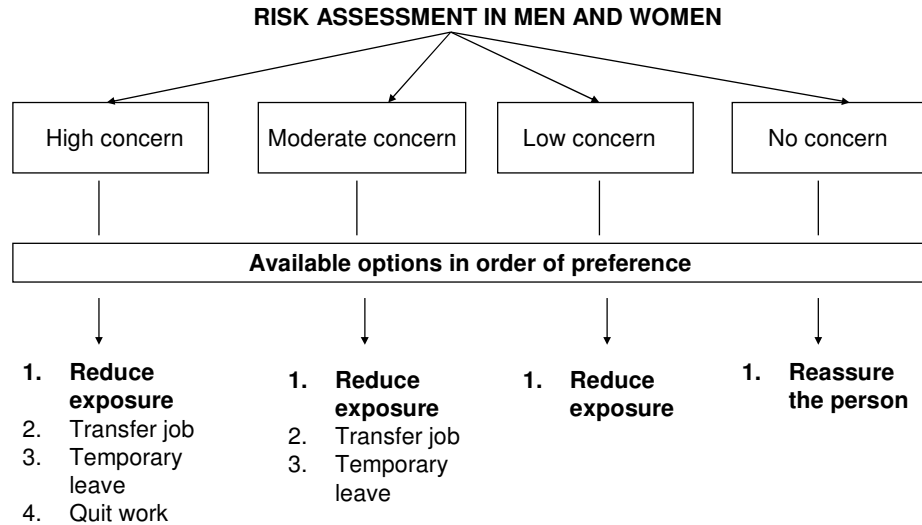 RISK ASSESSMENT IN MEN AND WOMEN
High concern
Moderate concern
Low concern
No concern
Available options in order of preference
1. Reduce
exposure
2. Transfer job
3. Temporary
leave
4. Quit work
1. Reduce
exposure
2. Transfer job
3. Temporary
leave
1. Reduce
exposure
1. Reassure
the person